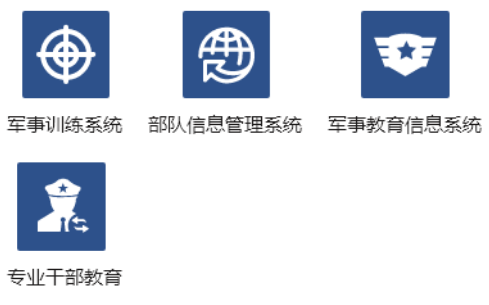 军事训练系统
部队信息管理系统
军事教育信息系统
专业干部教育